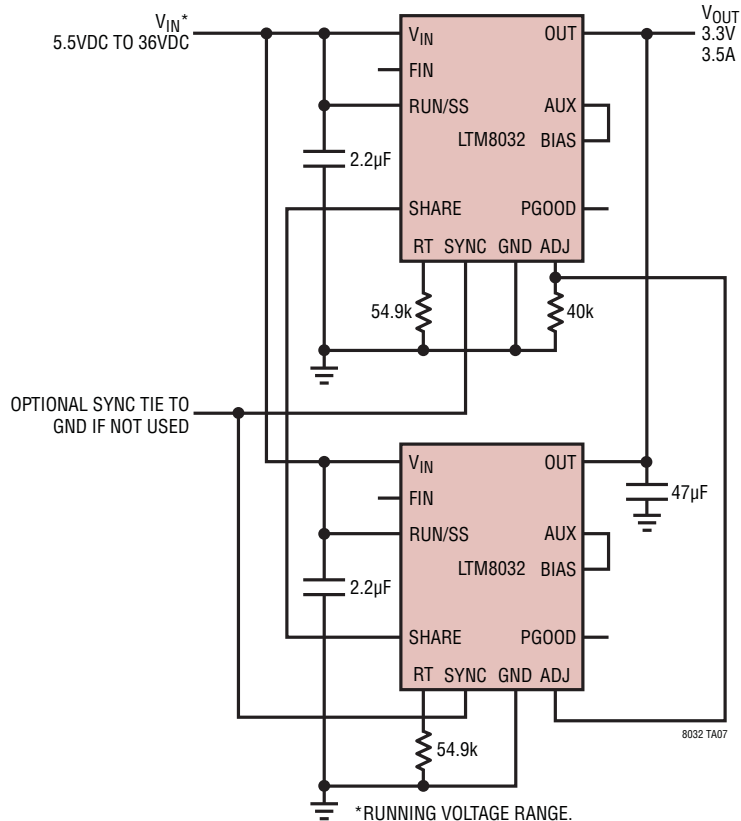 VIN*
5.5VDC TO 36VDC
VOUT
3.3V
3.5A
VIN
OUT
FIN
RUN/SS
AUX
LTM8032
BIAS
2.2µF
SHARE
PGOOD
RT SYNC GND ADJ
54.9k
40k
OPTIONAL SYNC TIE TO
GND IF NOT USED
VIN
OUT
47µF
FIN
RUN/SS
AUX
LTM8032
BIAS
2.2µF
SHARE
PGOOD
RT SYNC GND ADJ
54.9k
8032 TA07
*RUNNING VOLTAGE RANGE.